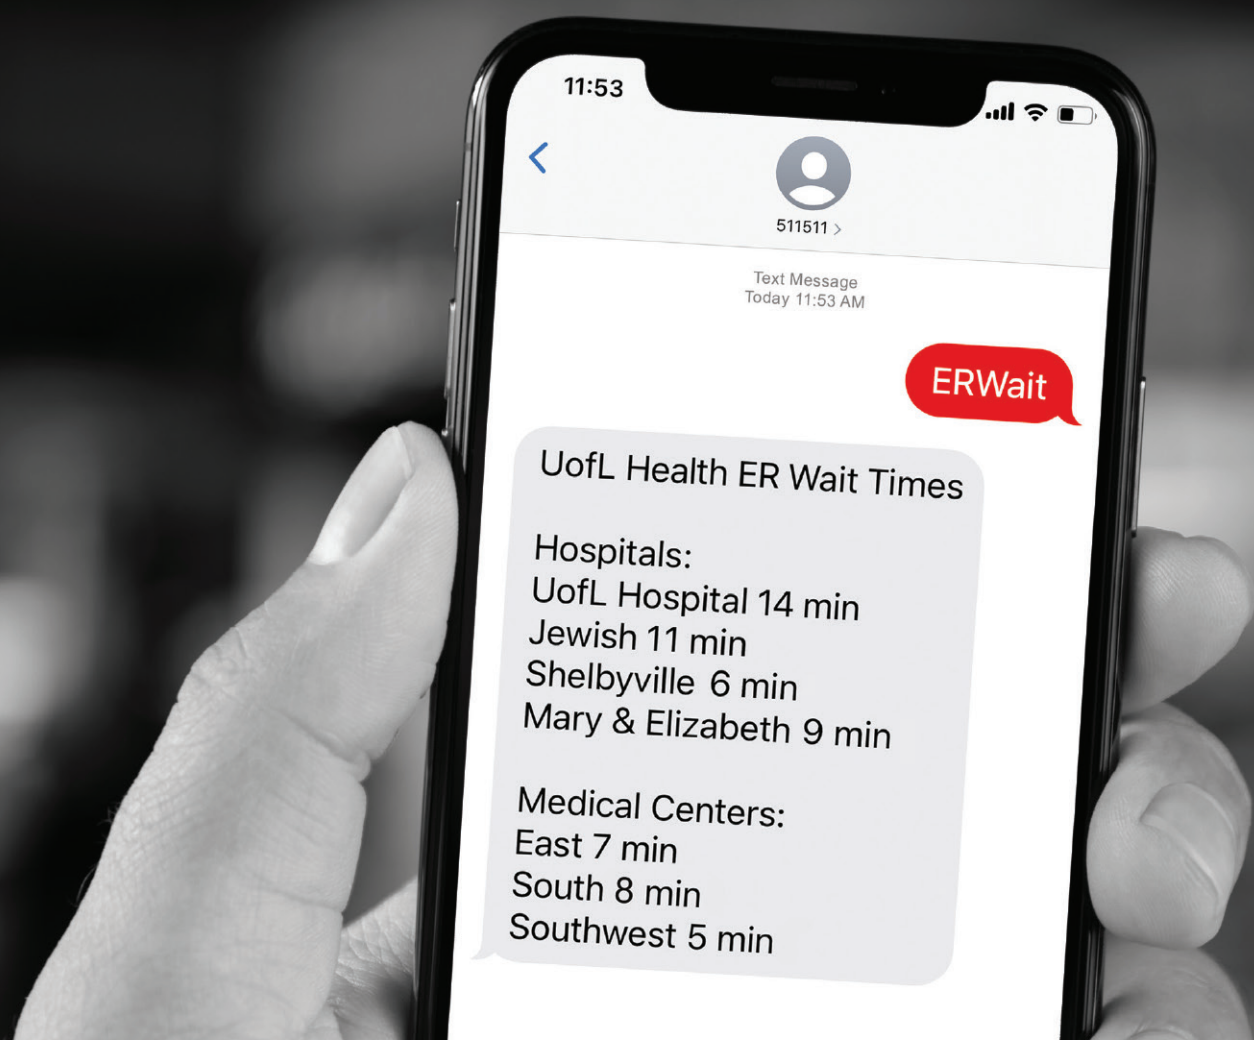 11:53
511511 >
Text Message
Today 11:53 AM
ERWait
UofL Health ER Wait Times
Hospitals:
UofL Hospital 14 min
Jewish 11 min
Shelbyville 6 min
Mary & Elizabeth 9 min
Medical Centers:
East 7 min
South 8 min
Southwest 5 min